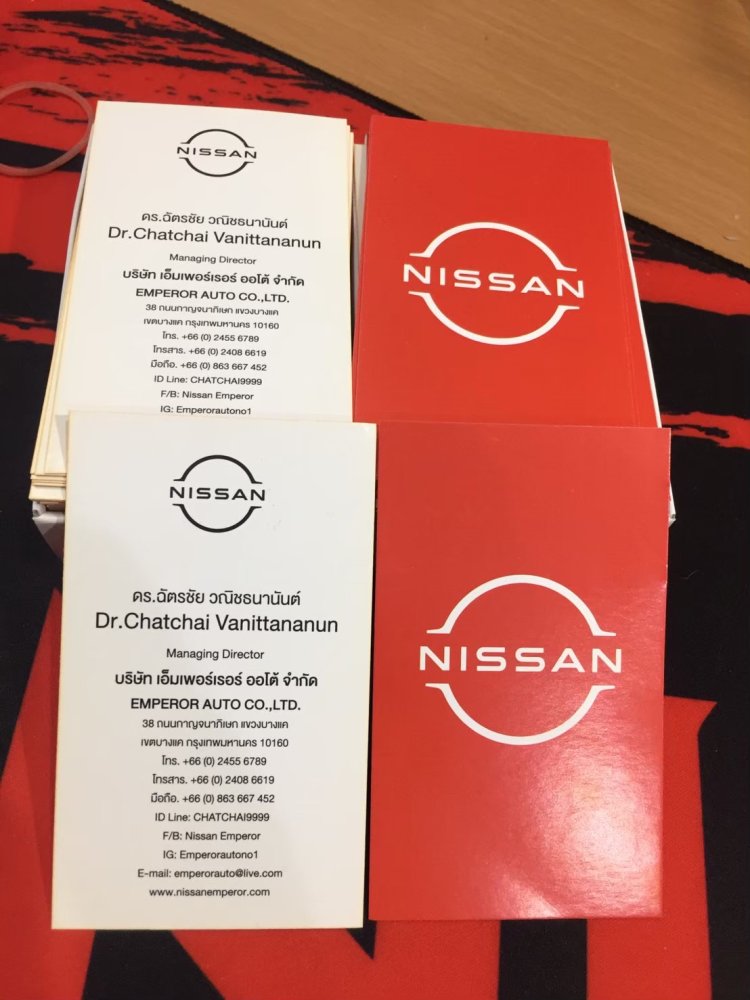 NISSAN
ดร.ฉัตรชัย วณิชธนานันต์
Dr.Chatchai Vanittananun
Managing Director
บริษัท เอ็มเพอร์เรอร์ ออโต้ จำกัด
EMPEROR AUTO CO.,LTD.
38 ถนนกาญจนาภิเษก แขวงบางแค
เขตบางแค กรุงเทพมหานคร 10160
โทร. +66 (0) 2455 6789
โทรสาร. +66 (0) 2408 6619
มือถือ. +66 (0) 863 667 452
ID Line: CHATCHAI9999
F/B: Nissan Emperor
IG: Emperorautono1
NISSAN
NISSAN
ดร.ฉัตรชัย วณิชธนานันต์
Dr.Chatchai Vanittananun
Managing Director
บริษัท เอ็มเพอร์เรอร์ ออโต้ จำกัด
EMPEROR AUTO CO.,LTD.
38 ถนนกาญจนาภิเษก แขวงบางแค
เขตบางแค กรุงเทพมหานคร 10160
โทร. +66 (0) 2455 6789
โทรสาร. +66 (0) 2408 6619
มือถือ. +66 (0) 863 667 452
ID Line: CHATCHAI9999
F/B: Nissan Emperor
IG: Emperorautono1
E-mail: emperorauto@live.com
www.nissanemperor.com
NISSAN